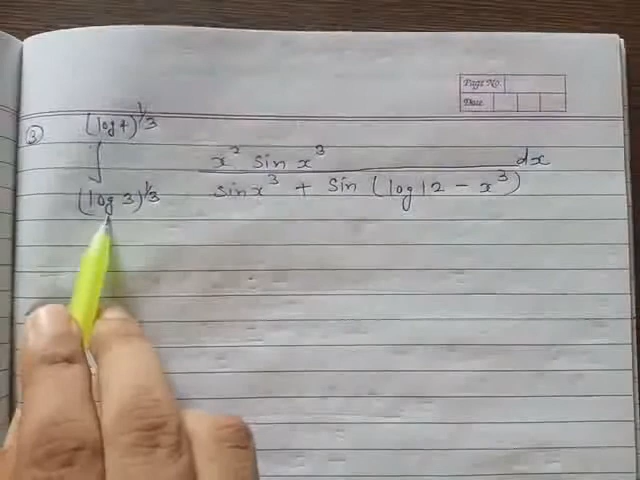 Page No.
Date
③ (log 4)^1/3
∫ x² sin x³ dx
(log 3)^1/3 sin x³ + sin (log 12 - x³)